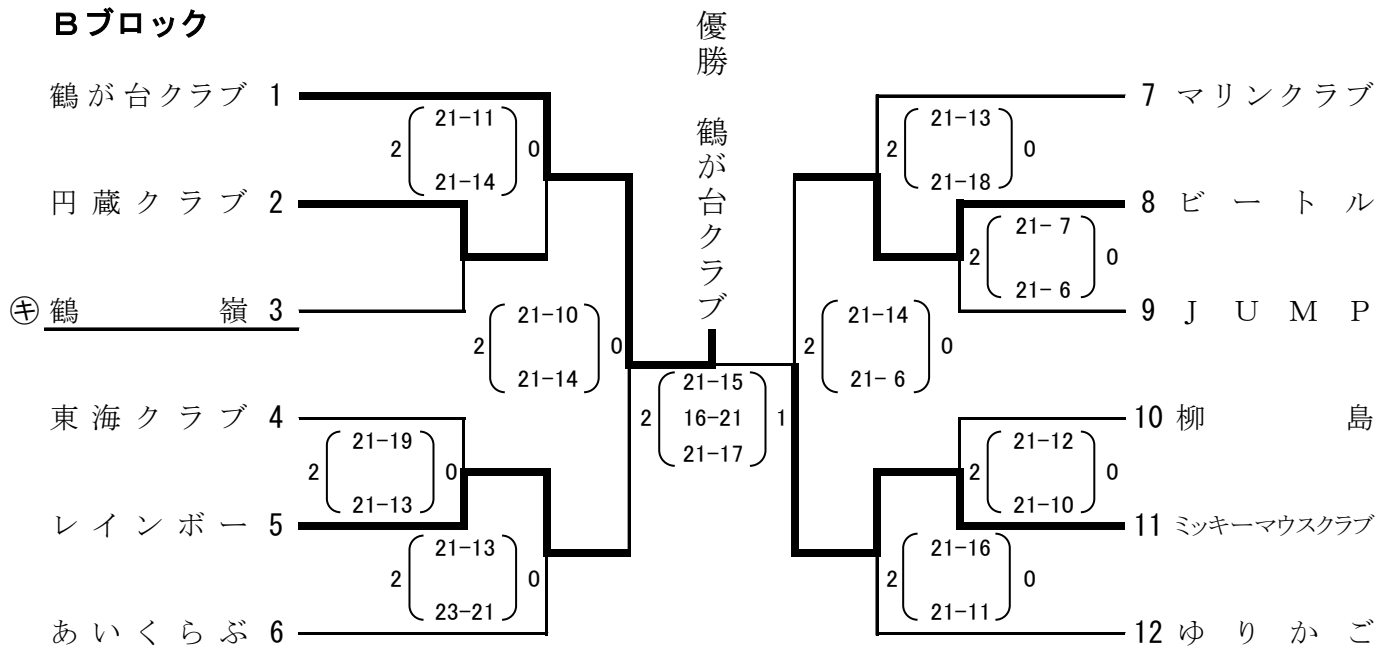 Bブロック
優勝 鶴が台クラブ
鶴が台クラブ 1
21-11
2 0
21-14
円蔵クラブ 2
㋖鶴嶺 3
21-10
2 0
21-14
東海クラブ 4
21-19
2 0
21-13
レインボー 5
21-13
2 0
23-21
あいくらぶ 6
21-15
2 16-21 1
21-17
7 マリンクラブ
21-13
2 0
21-18
8 ビートル
21- 7
2 0
21- 6
9 JUMP
21-14
2 0
21- 6
10 柳島
21-12
2 0
21-10
11 ミッキーマウスクラブ
21-16
2 0
21-11
12 ゆりかご